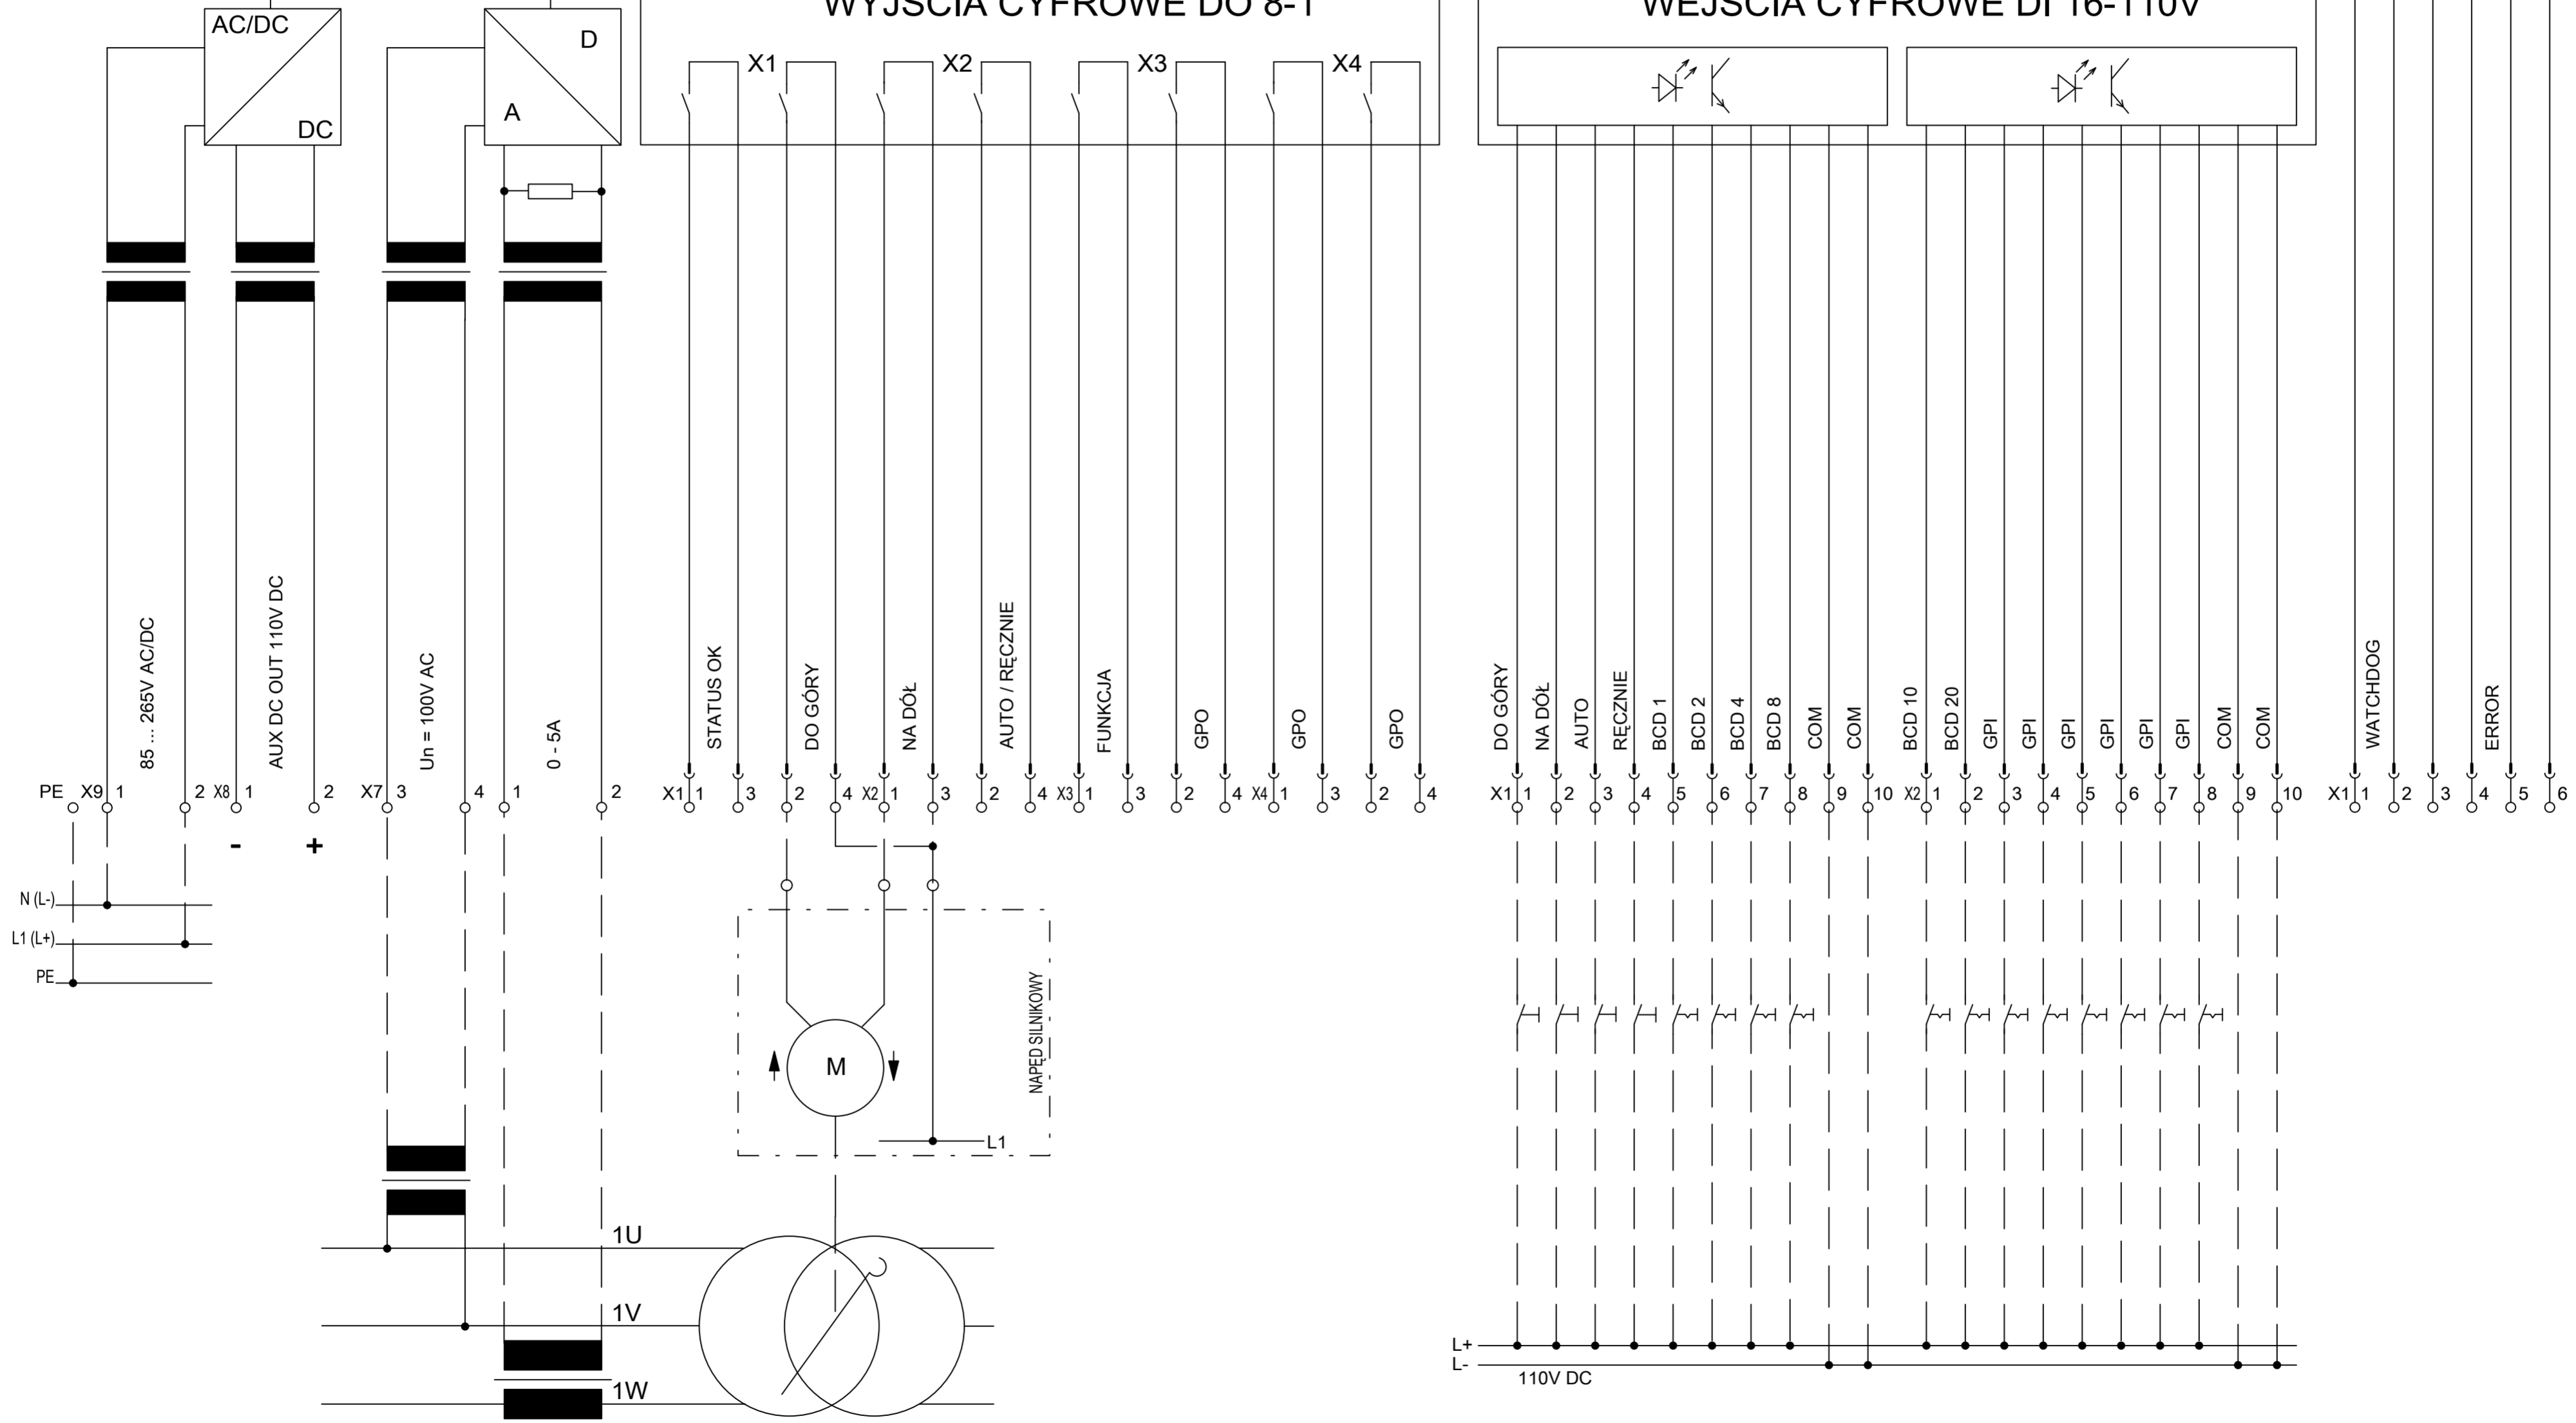 WYJŚCIA CYFROWE DO 8-1
WEJŚCIA CYFROWE DI 16-110V
AC/DC
DC
D
A
X1
X2
X3
X4
85 ... 265V AC/DC
AUX DC OUT 110V DC
Un = 100V AC
0 - 5A
STATUS OK
DO GÓRY
NA DÓŁ
AUTO / RĘCZNIE
FUNKCJA
GPO
GPO
GPO
DO GÓRY
NA DÓŁ
AUTO
RĘCZNIE
BCD 1
BCD 2
BCD 4
BCD 8
COM
COM
BCD 10
BCD 20
GPI
GPI
GPI
GPI
GPI
GPI
COM
COM
WATCHDOG
ERROR
PE X9 1 2 X8 1 2 X7 3 4 1 2
X1 1 3 2 4 X2 1 3 2 4 X3 1 3 2 4 X4 1 3 2 4
X1 1 2 3 4 5 6 7 8 9 10 X2 1 2 3 4 5 6 7 8 9 10
X1 1 2 3 4 5 6
- +
N (L-)
L1 (L+)
PE
NAPĘD SILNIKOWY
M
L1
1U
1V
1W
L+
L-
110V DC